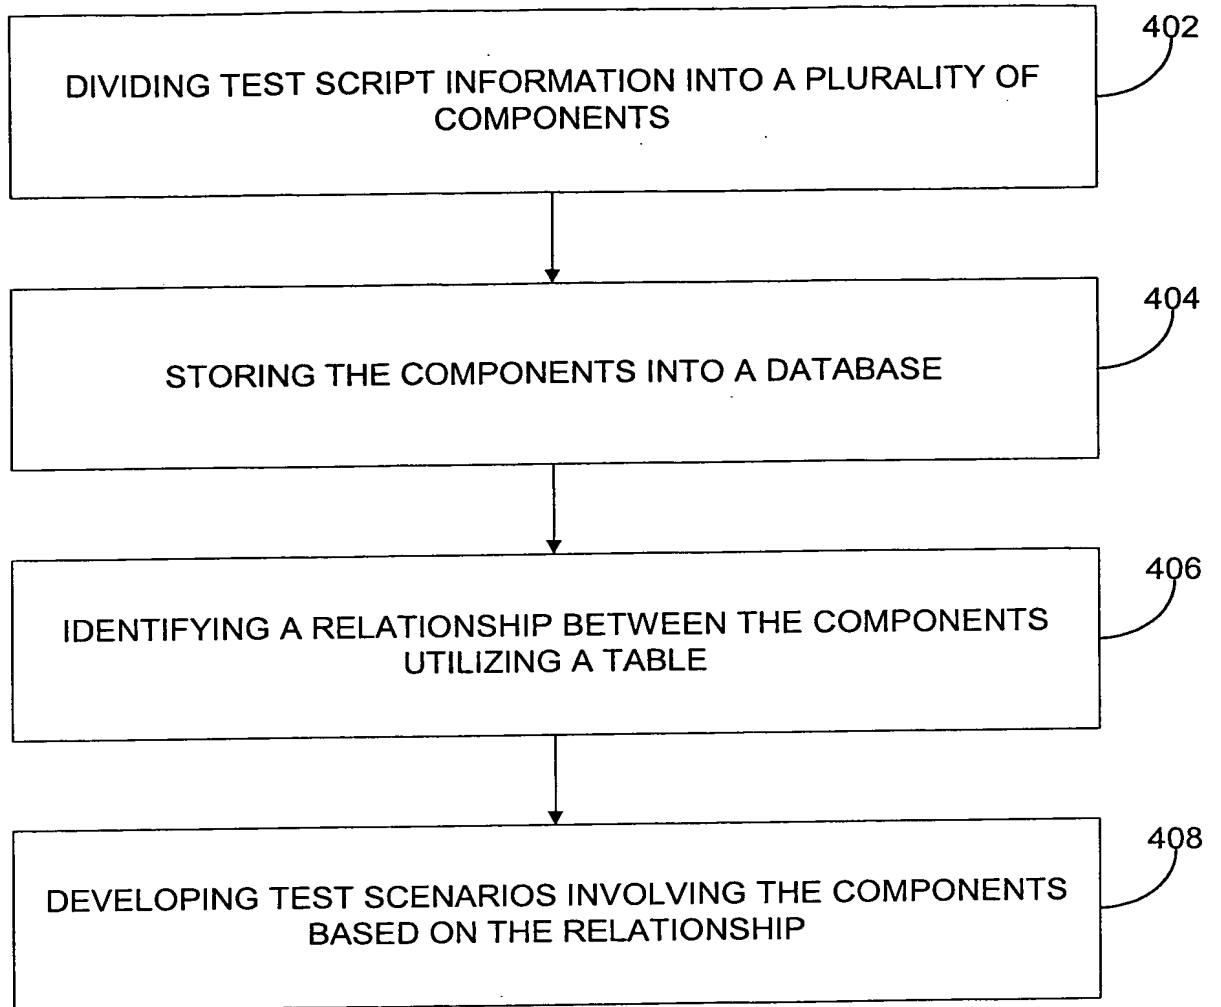 402
DIVIDING TEST SCRIPT INFORMATION INTO A PLURALITY OF
COMPONENTS
404
STORING THE COMPONENTS INTO A DATABASE
406
IDENTIFYING A RELATIONSHIP BETWEEN THE COMPONENTS
UTILIZING A TABLE
408
DEVELOPING TEST SCENARIOS INVOLVING THE COMPONENTS
BASED ON THE RELATIONSHIP